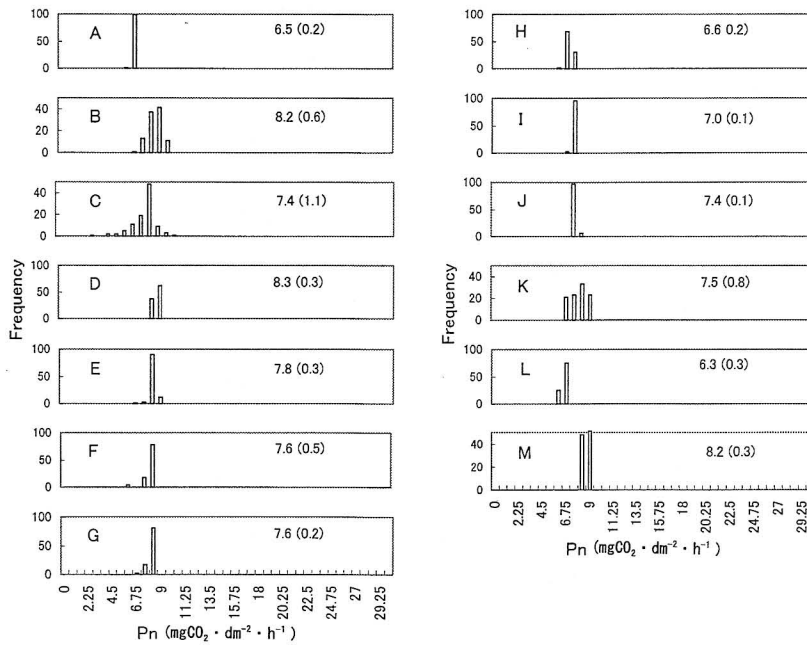 100
50
0
A
6.5 (0.2)
40
20
0
B
8.2 (0.6)
40
20
0
C
7.4 (1.1)
100
50
0
D
8.3 (0.3)
100
50
0
E
7.8 (0.3)
100
50
0
F
7.6 (0.5)
100
50
0
G
7.6 (0.2)
Frequency
0 2.25 4.5 6.75 9 11.25 13.5 15.75 18 20.25 22.5 24.75 27 29.25
Pn (mgCO₂・dm⁻²・h⁻¹)
100
50
0
H
6.6 0.2)
100
50
0
I
7.0 (0.1)
100
50
0
J
7.4 (0.1)
40
20
0
K
7.5 (0.8)
100
50
0
L
6.3 (0.3)
40
20
0
M
8.2 (0.3)
Frequency
0 2.25 4.5 6.75 9 11.25 13.5 15.75 18 20.25 22.5 24.75 27 29.25
Pn (mgCO₂・dm⁻²・h⁻¹)